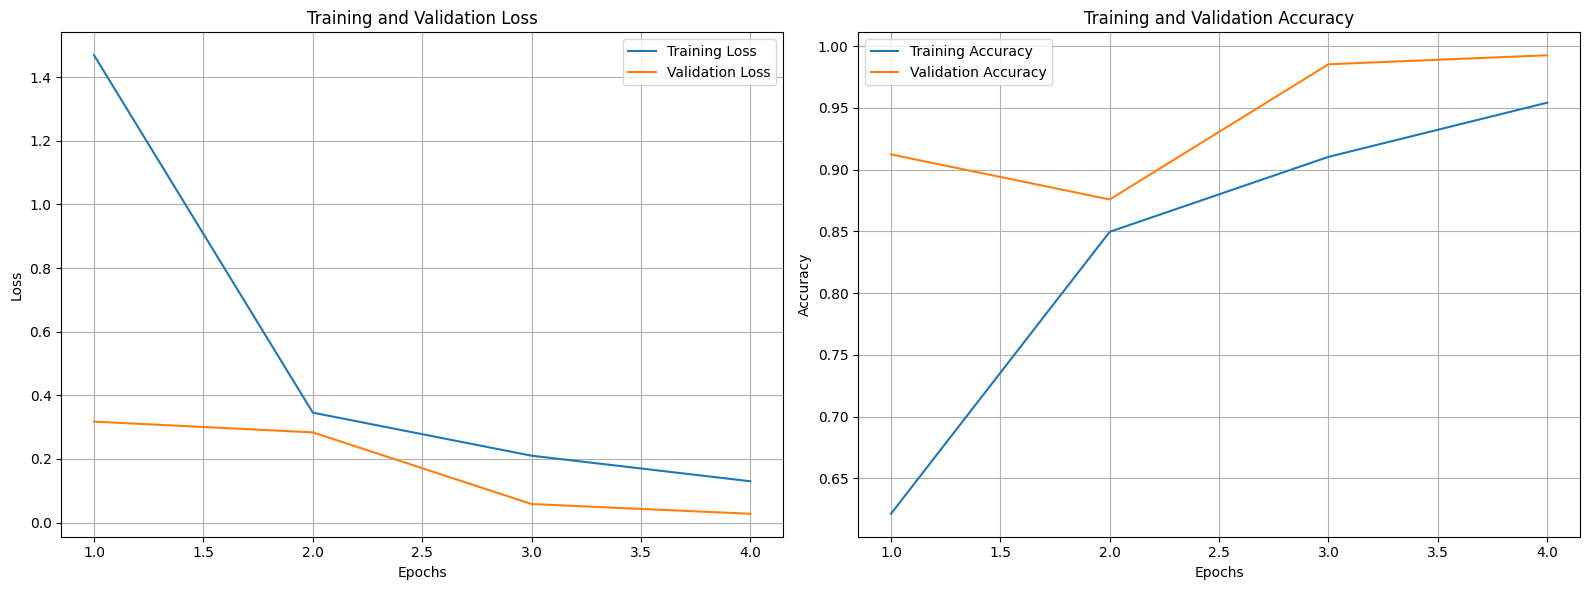 Training and Validation Loss
Training Loss
Validation Loss
1.4
1.2
1.0
0.8
0.6
0.4
0.2
0.0
Loss
1.0 1.5 2.0 2.5 3.0 3.5 4.0
Epochs
Training and Validation Accuracy
Training Accuracy
Validation Accuracy
1.00
0.95
0.90
0.85
0.80
0.75
0.70
0.65
Accuracy
1.0 1.5 2.0 2.5 3.0 3.5 4.0
Epochs